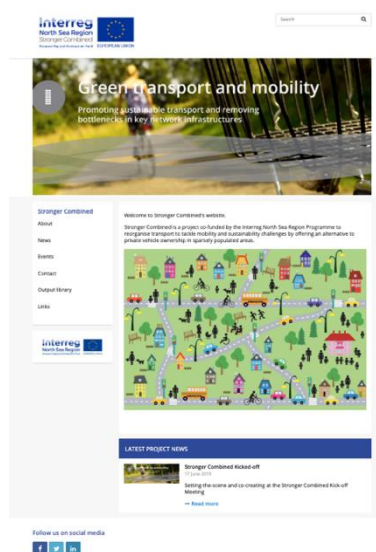 Interreg
North Sea Region
Stronger Combined
EUROPEAN UNION
Search
Green transport and mobility
Promoting sustainable transport and removing
bottlenecks in key network infrastructures
Stronger Combined
About
News
Events
Contact
Output library
Links
Interreg
North Sea Region
Welcome to Stronger Combined's website.
Stronger Combined is a project co-funded by the Interreg North Sea Region Programme to
reorganise transport to tackle mobility and sustainability challenges by offering an alternative to
private vehicle ownership in sparsely populated areas.
LATEST PROJECT NEWS
Stronger Combined Kicked-off
17 June 2019
Setting the scene and co-creating at the Stronger Combined Kick-off
Meeting
Read more
Follow us on social media